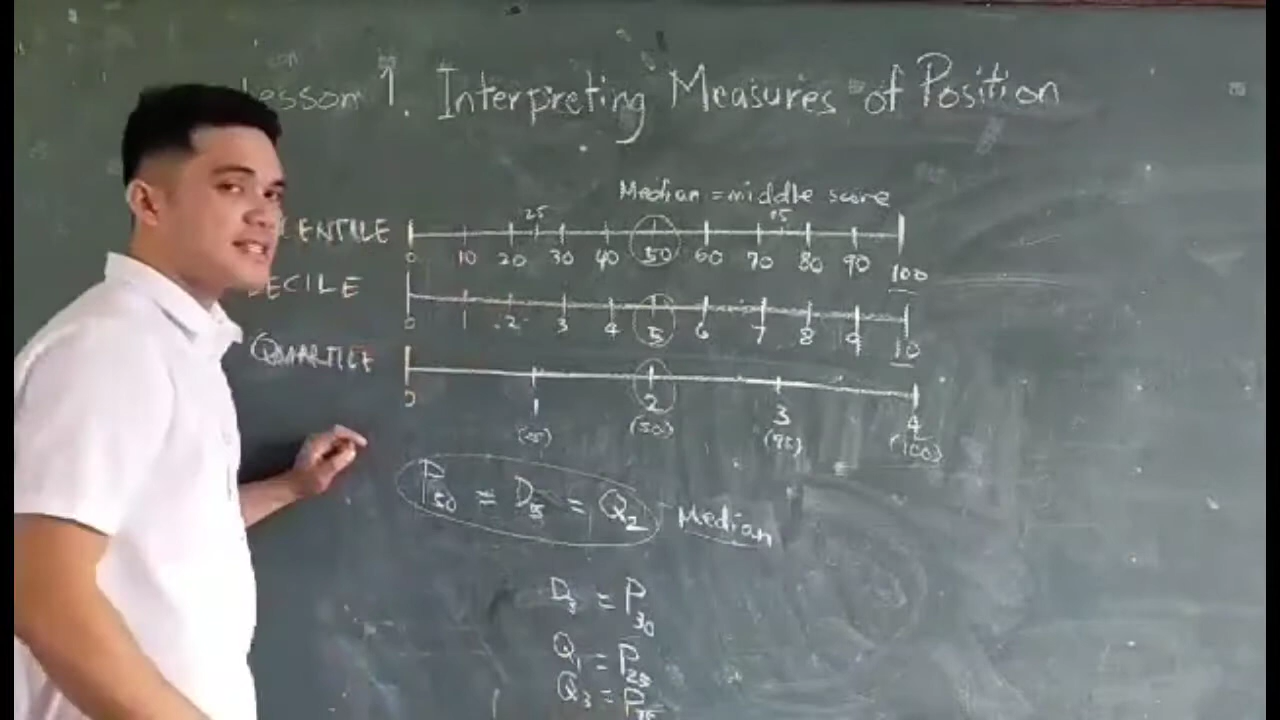 Lesson 1. Interpreting Measures of Position
Median = middle score
25 75
CENTILE
0 10 20 30 40 50 60 70 80 90 100
DECILE
0 1 2 3 4 5 6 7 8 9 10
QUARTILE
0 1 2 3 4
(25) (50) (75) (100)
P50 = D5 = Q2 Median
D3 = P30
Q1 = P25
Q3 = P75